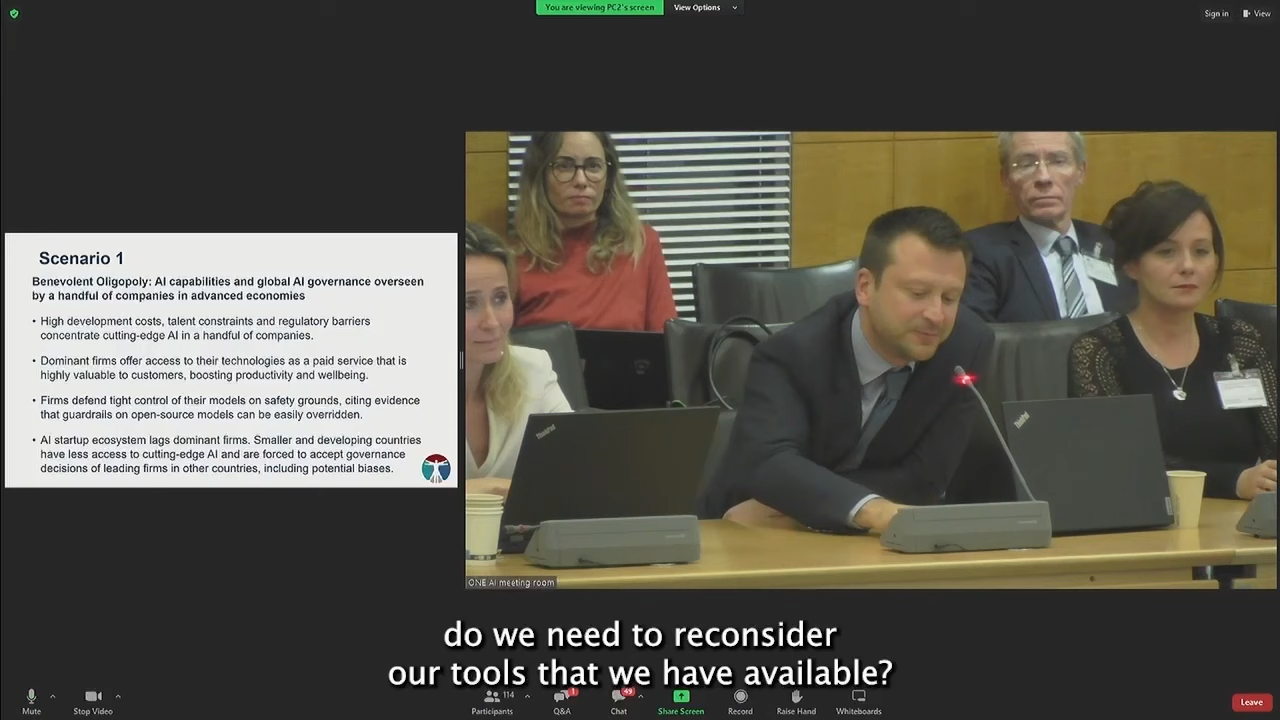 You are viewing PC2's screen
View Options
Sign in
View
Scenario 1
Benevolent Oligopoly: AI capabilities and global AI governance overseen
by a handful of companies in advanced economies
• High development costs, talent constraints and regulatory barriers
concentrate cutting-edge AI in a handful of companies.
• Dominant firms offer access to their technologies as a paid service that is
highly valuable to customers, boosting productivity and wellbeing.
• Firms defend tight control of their models on safety grounds, citing evidence
that guardrails on open-source models can be easily overridden.
• AI startup ecosystem lags dominant firms. Smaller and developing countries
have less access to cutting-edge AI and are forced to accept governance
decisions of leading firms in other countries, including potential biases.
ThinkPad
ThinkPad
ONE AI meeting room
do we need to reconsider
our tools that we have available?
Mute
Stop Video
114
Participants
1
Q&A
49
Chat
Share Screen
Record
Raise Hand
Whiteboards
Leave